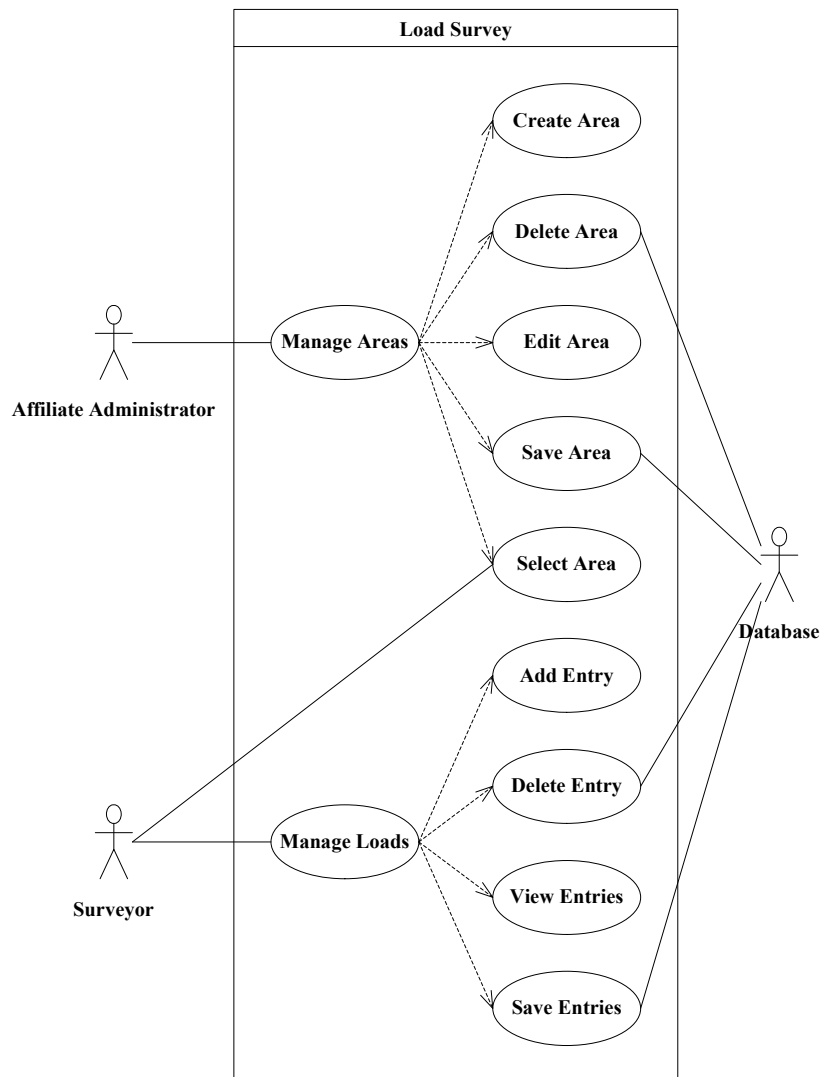 Load Survey
Create Area
Delete Area
Manage Areas
Edit Area
Affiliate Administrator
Save Area
Select Area
Database
Add Entry
Delete Entry
Manage Loads
View Entries
Surveyor
Save Entries